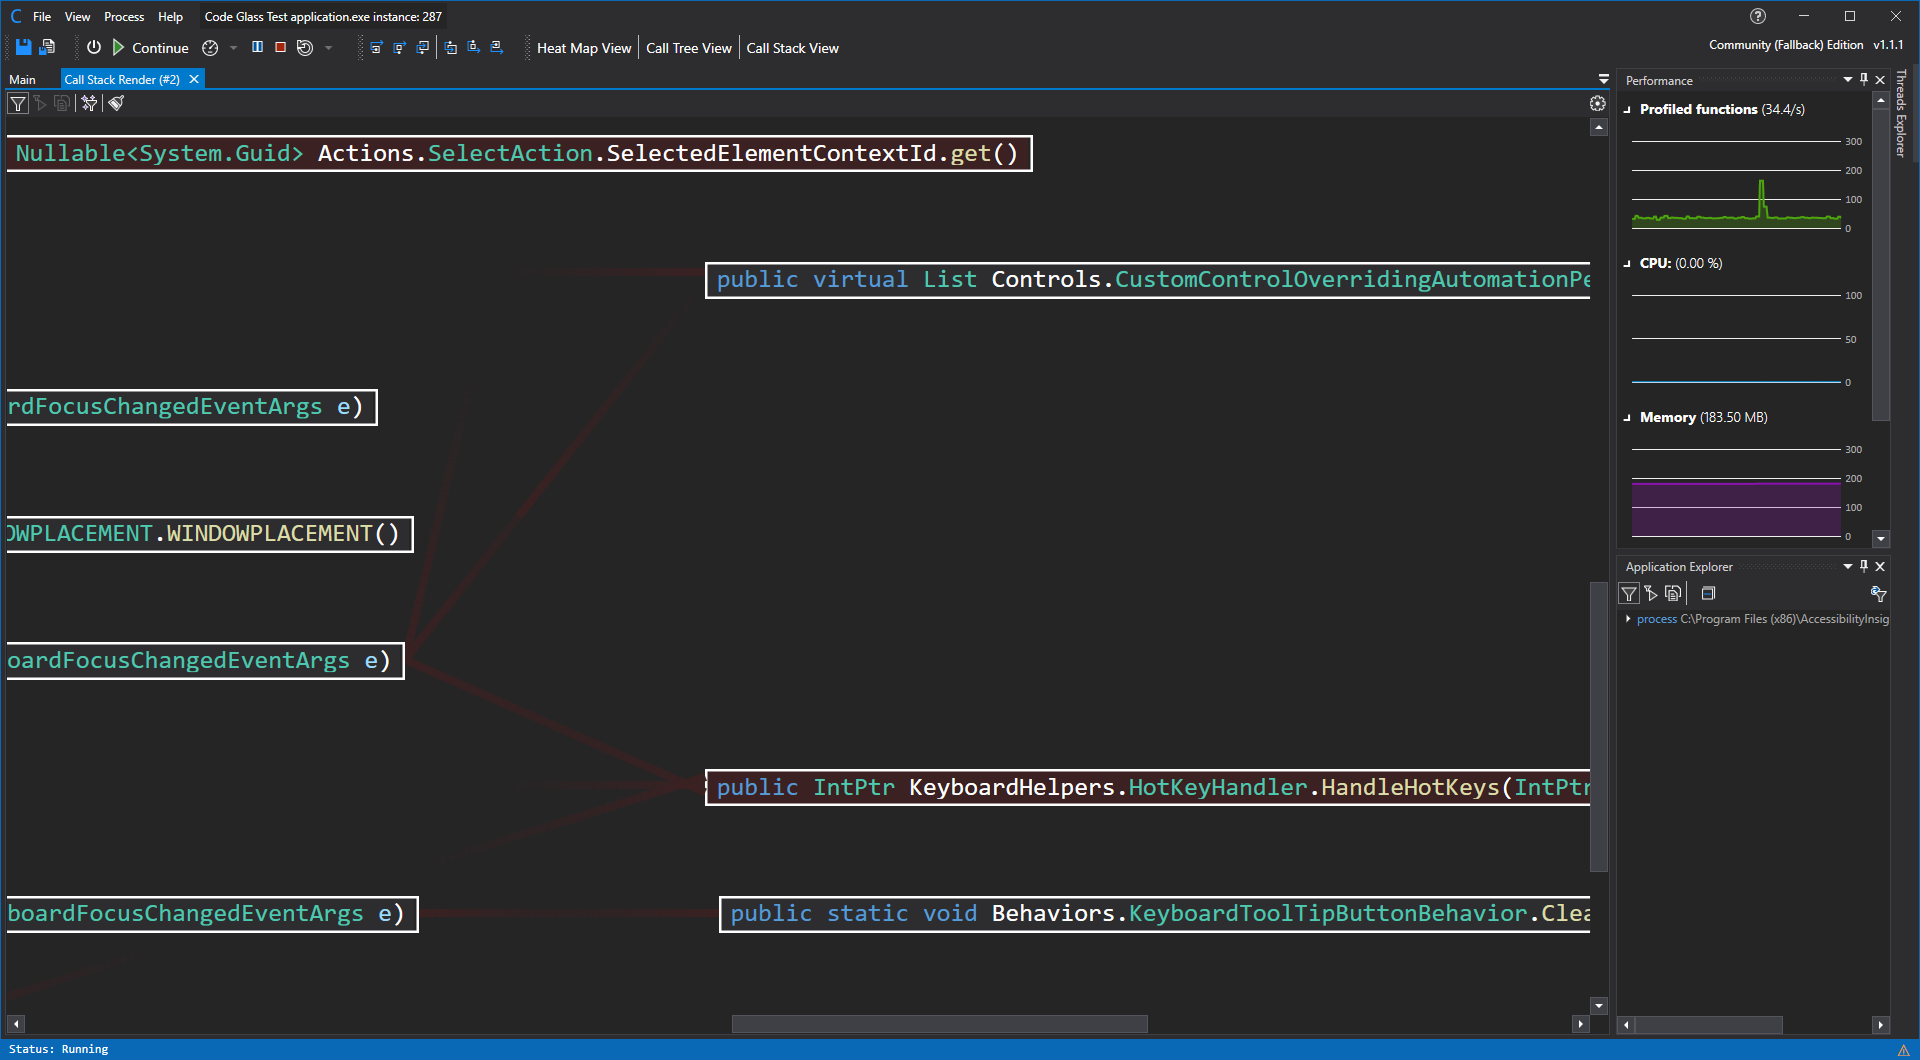 C File View Process Help Code Glass Test application.exe instance: 287
Continue
Heat Map View Call Tree View Call Stack View
Community (Fallback) Edition v1.1.1
Main Call Stack Render (#2)
Nullable<System.Guid> Actions.SelectAction.SelectedElementContextId.get()
public virtual List Controls.CustomControlOverridingAutomationPe
rdFocusChangedEventArgs e)
OWPLACEMENT.WINDOWPLACEMENT()
oardFocusChangedEventArgs e)
public IntPtr KeyboardHelpers.HotKeyHandler.HandleHotKeys(IntPtr
boardFocusChangedEventArgs e)
public static void Behaviors.KeyboardToolTipButtonBehavior.Clea
Performance
Profiled functions (34.4/s)
300
200
100
0
CPU: (0.00 %)
100
50
0
Memory (183.50 MB)
300
200
100
0
Application Explorer
process C:\Program Files (x86)\AccessibilityInsig
Threads Explorer
Status: Running